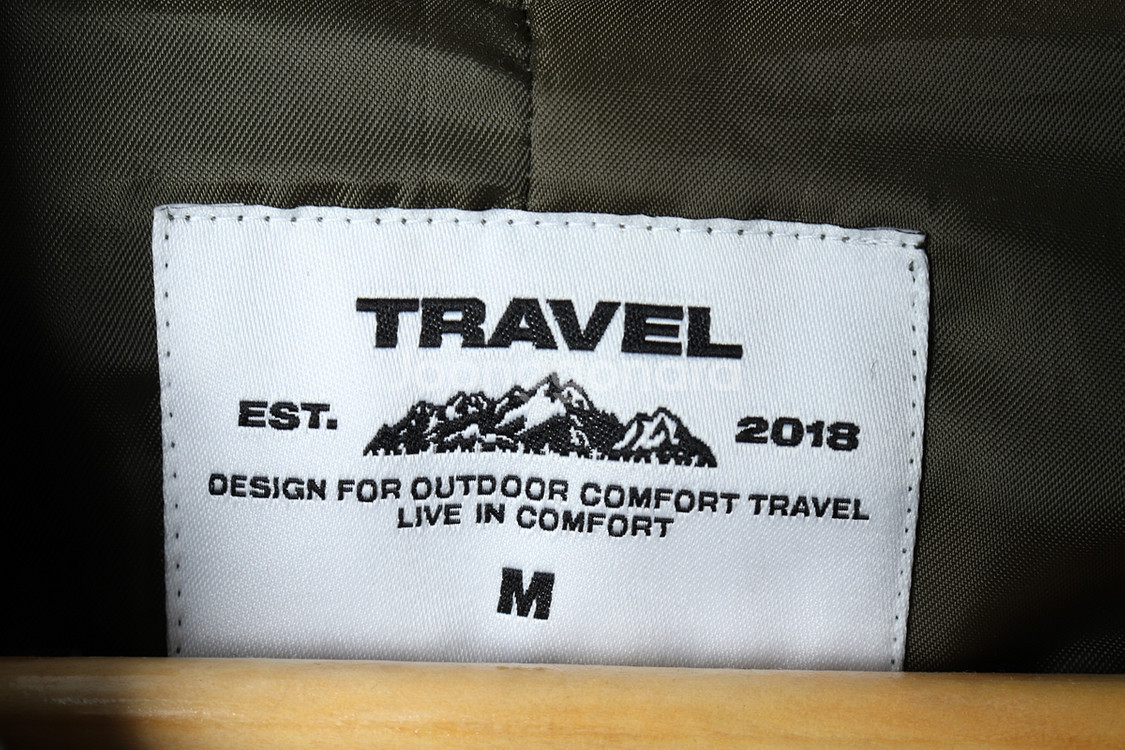 TRAVEL
EST. 2018
DESIGN FOR OUTDOOR COMFORT TRAVEL
LIVE IN COMFORT
M